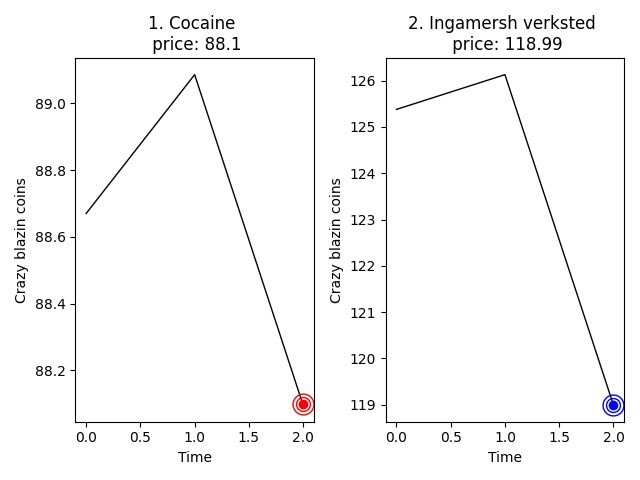 1. Cocaine
price: 88.1
2. Ingamersh verksted
price: 118.99
Crazy blazin coins
89.0
88.8
88.6
88.4
88.2
0.0 0.5 1.0 1.5 2.0
Time
Crazy blazin coins
126
125
124
123
122
121
120
119
0.0 0.5 1.0 1.5 2.0
Time